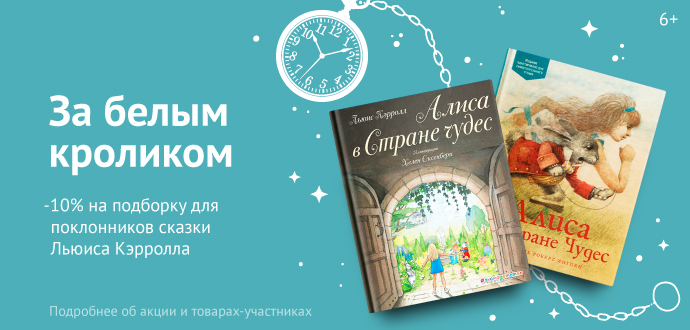 6+
За белым
кроликом
-10% на подборку для
поклонников сказки
Льюиса Кэрролла
Подробнее об акции и товарах-участниках
Льюис Кэрролл
Алиса
в Стране чудес
Хелен Оксенбери
Алиса
Стране Чудес